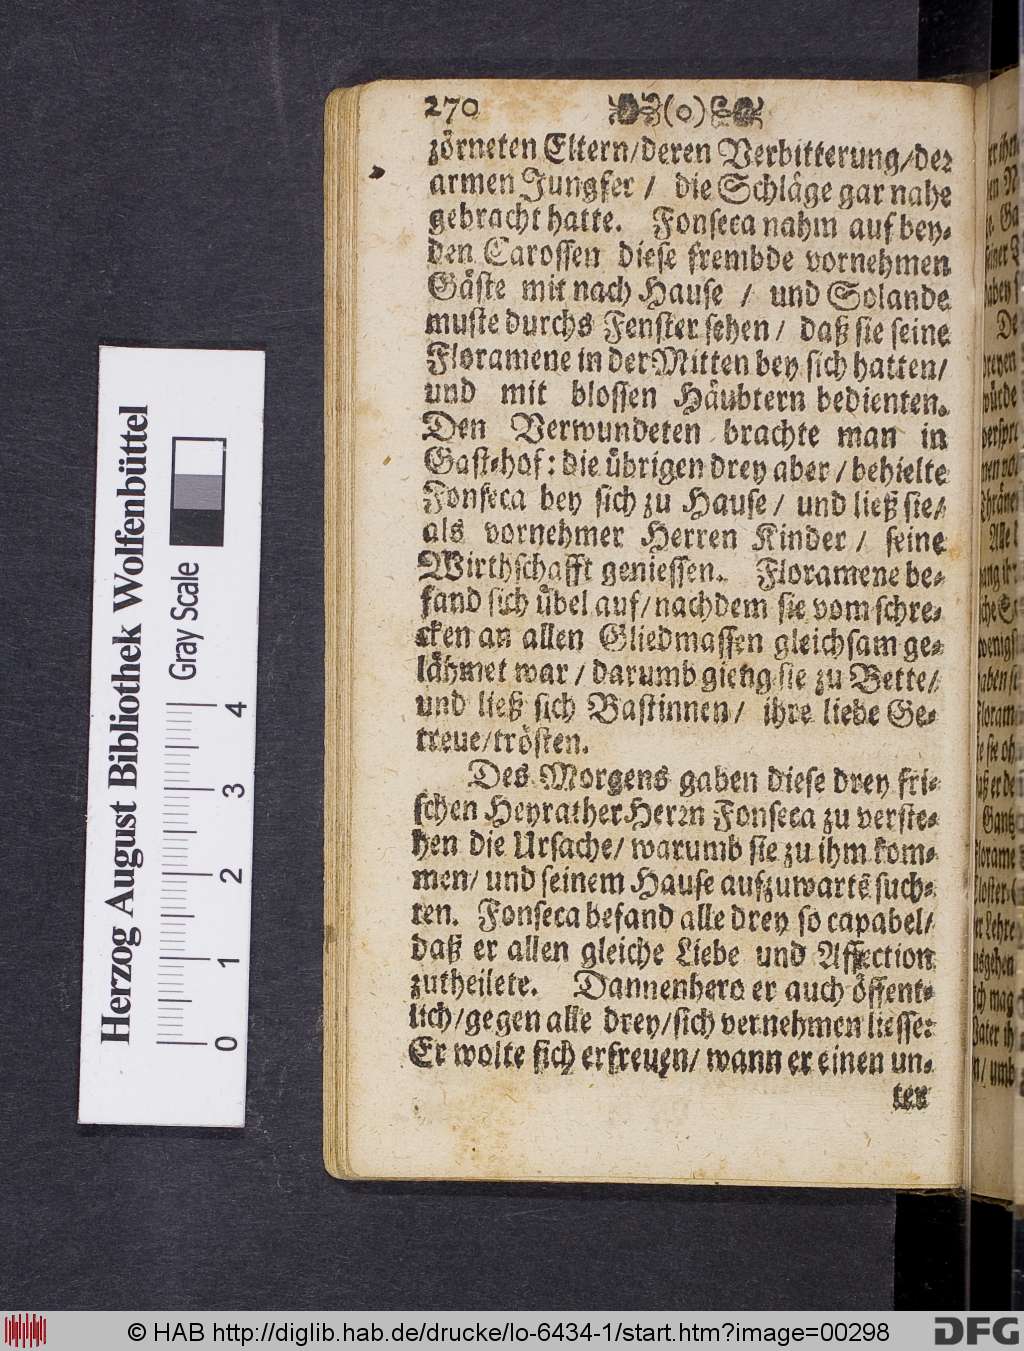 270 (o)
zörneten Eltern/deren Verbitterung/der
armen Jungfer / die Schläge gar nahe
gebracht hatte. Fonseca nahm auf bey-
den Carossen diese frembde vornehmen
Gäste mit nach Hause / und Solande
muste durchs Fenster sehen / daß sie seine
Floramene in der Mitten bey sich hatten/
und mit blossen Häubtern bedienten.
Den Verwundeten brachte man in
Gast-hof: die übrigen drey aber / behielte
Fonseca bey sich zu Hause / und ließ sie/
als vornehmer Herren Kinder / seine
Wirthschafft geniessen. Floramene be-
fand sich übel auf/nachdem sie vom schre-
cken an allen Gliedmassen gleichsam ge-
lähmet war / darumb gieng sie zu Bette/
und ließ sich Bastinnen / ihre liebe Ge-
treue/trösten.
Des Morgens gaben diese drey fri-
schen Heyrather Herrn Fonseca zu verste-
hen die Ursache/ warumb sie zu ihm kom-
men/ und seinem Hause aufzuwartē such-
ten. Fonseca befand alle drey so capabel/
daß er allen gleiche Liebe und Affection
zutheilete. Dannenhero er auch öffent-
lich/gegen alle drey/sich vernehmen liesse:
Er wolte sich erfreuen/ wann er einen un-
ter
Herzog August Bibliothek Wolfenbüttel
Gray Scale
0 1 2 3 4
© HAB http://diglib.hab.de/drucke/lo-6434-1/start.htm?image=00298
DFG